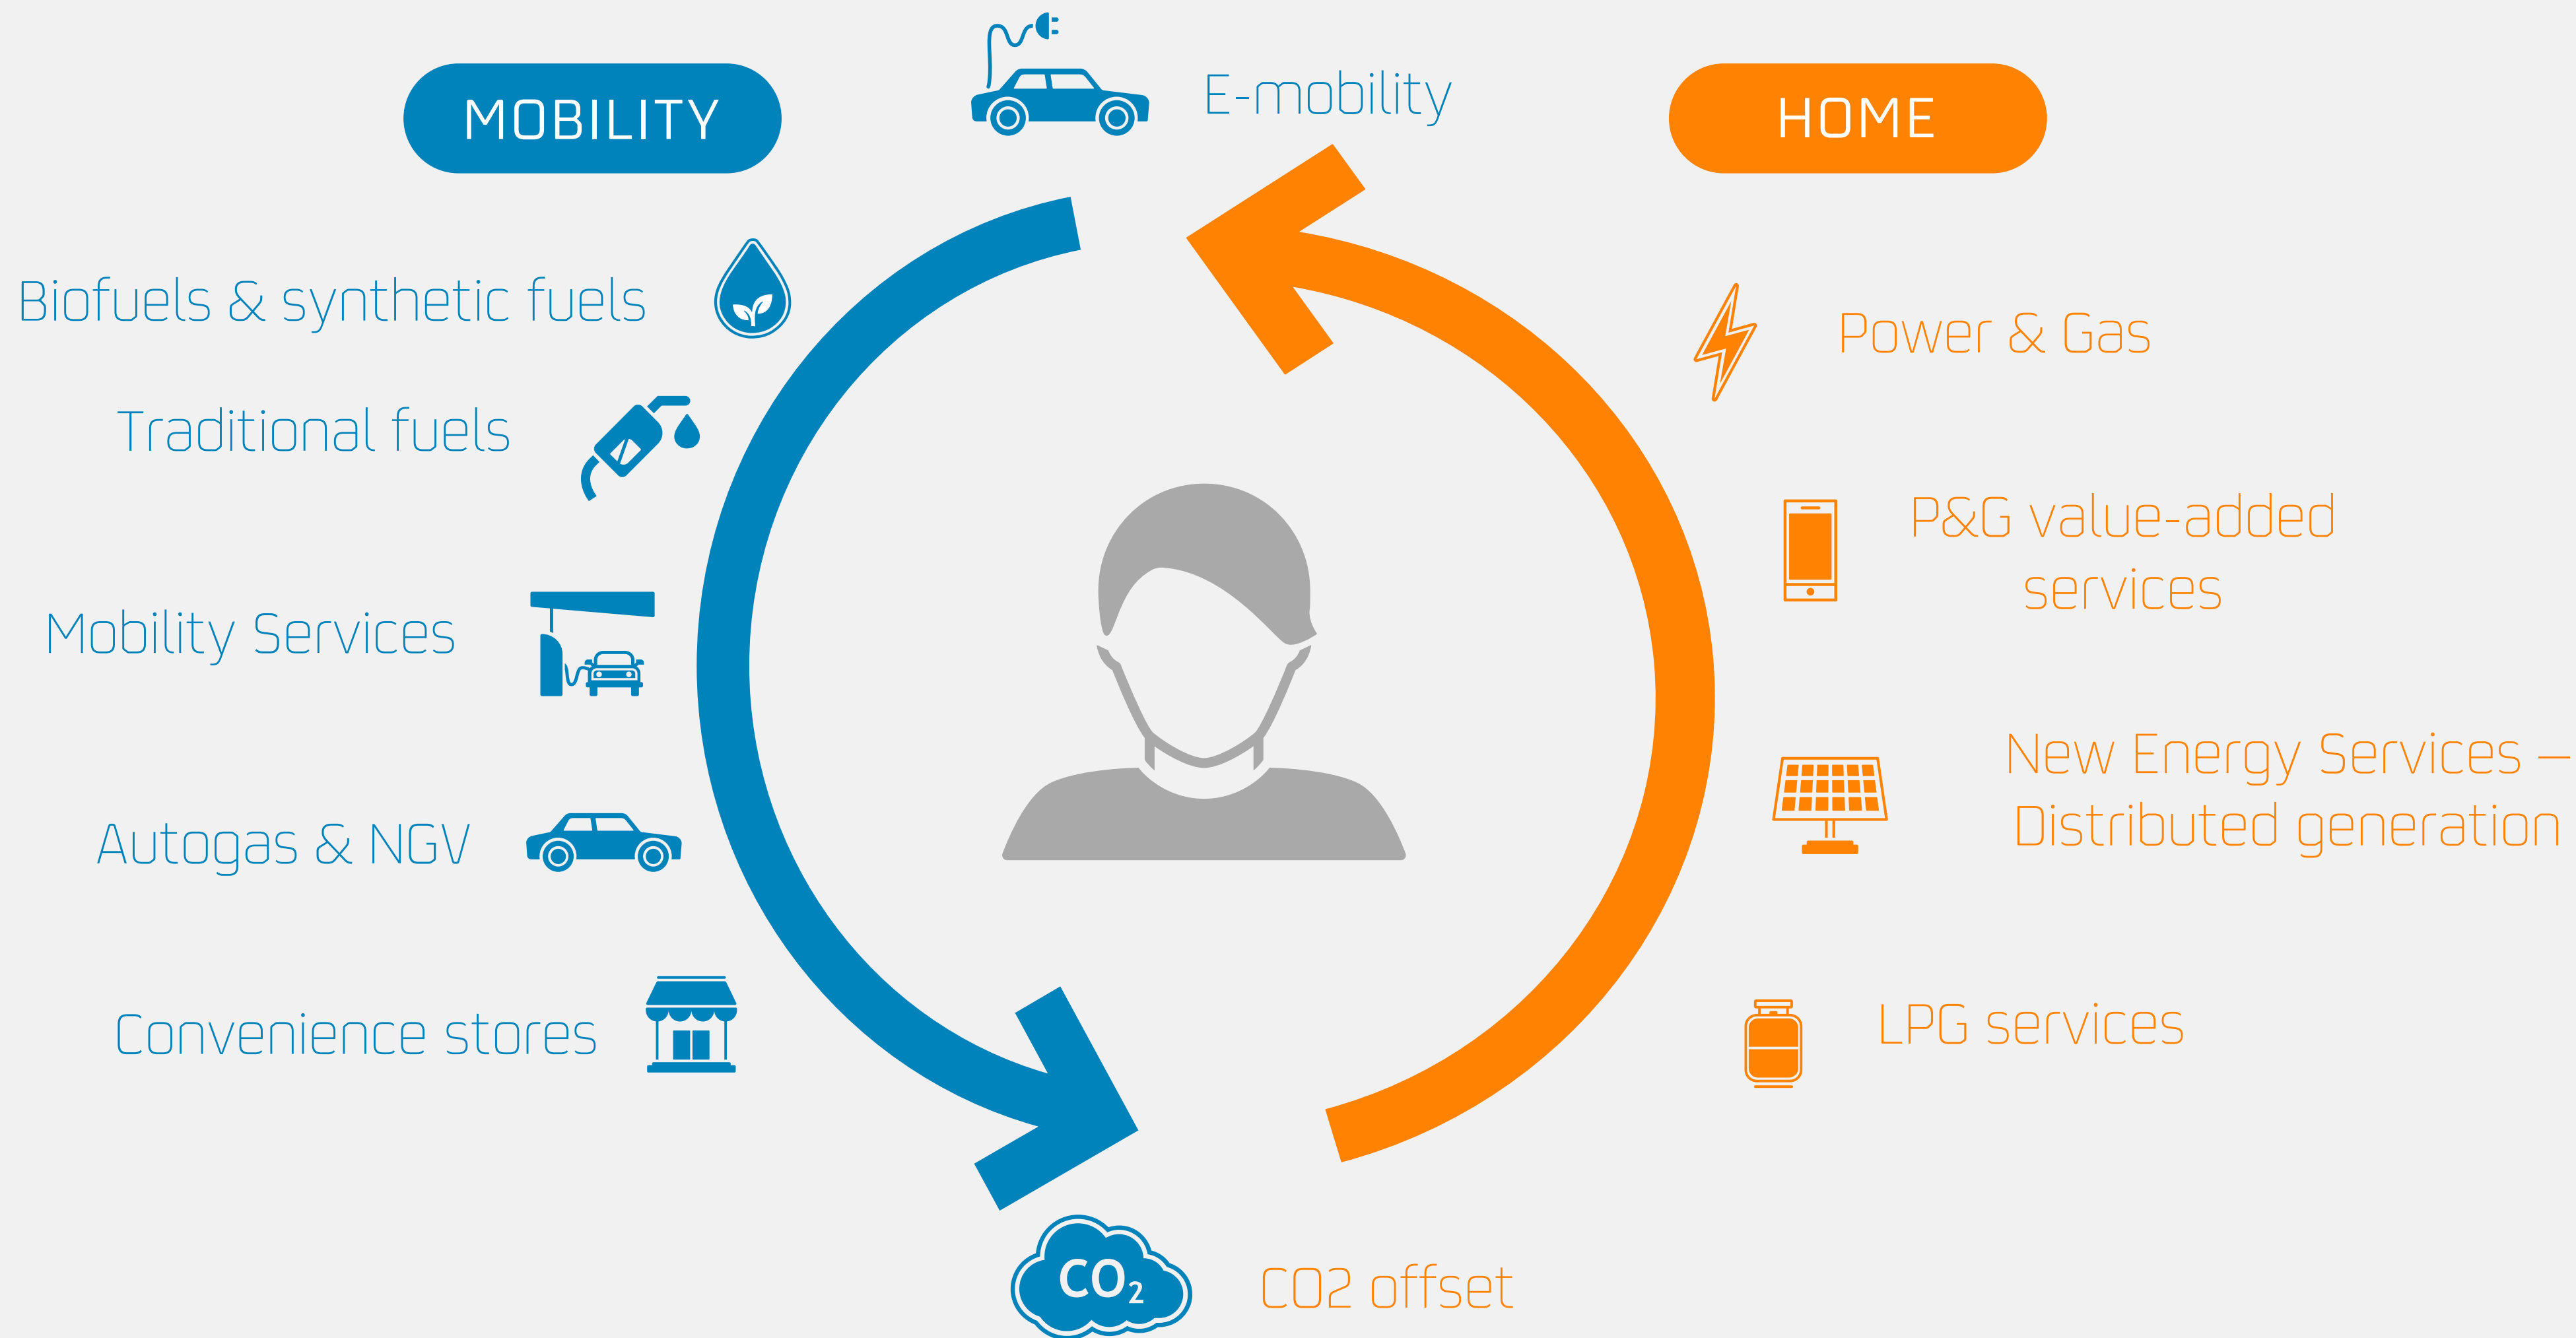 MOBILITY
E-mobility
HOME
Biofuels & synthetic fuels
Traditional fuels
Mobility Services
Autogas & NGV
Convenience stores
Power & Gas
P&G value-added
services
New Energy Services –
Distributed generation
LPG services
CO₂
CO2 offset